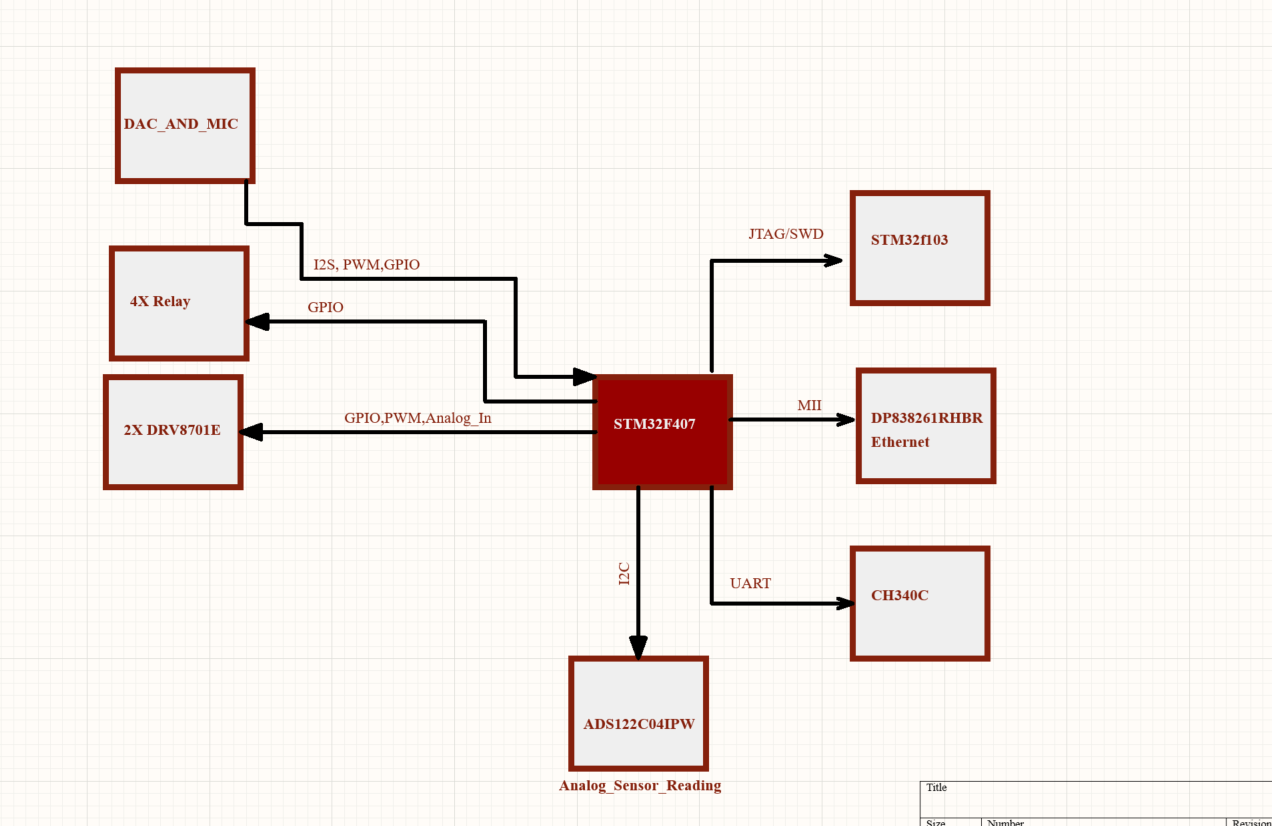 DAC_AND_MIC
JTAG/SWD
STM32f103
I2S, PWM,GPIO
4X Relay
GPIO
MII
DP838261RHBR
Ethernet
GPIO,PWM,Analog_In
2X DRV8701E
STM32F407
I2C
UART
CH340C
ADS122C04IPW
Analog_Sensor_Reading
Title
Size
Number
Revision